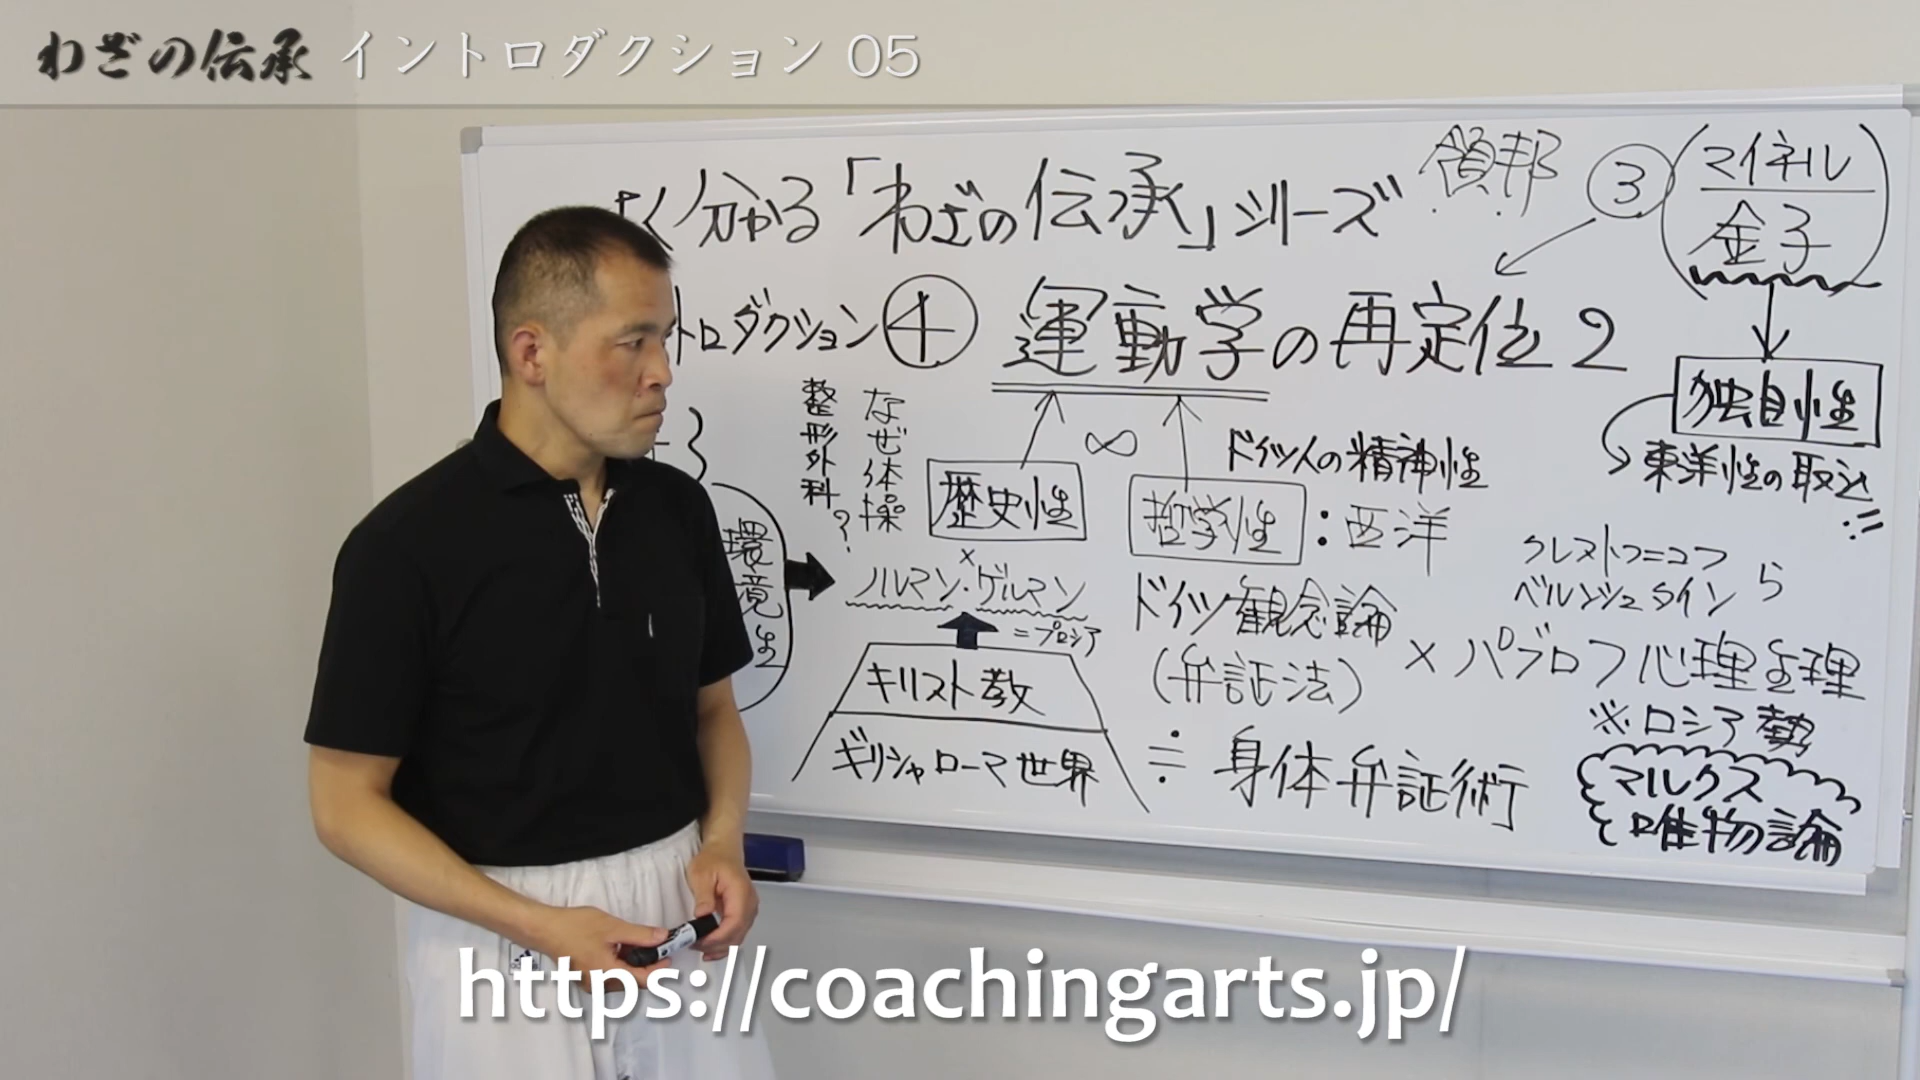 わざの伝承 イントロダクション 05
く分かる「わざの伝承」シリーズ
領邦
③
マイネル
金子
トロダクション④ 運動学の再定位2
独自性
東洋性の取込
整形外科?
なぜ体操
∞
ドイツ人の精神性
歴史性
哲学性:西洋
環境
×
ノルマン・ゲルマン
=プロシア
クレストフニコフ
ベルンシュタイン ら
ドイツ観念論
(弁証法)
× パブロフ心理生理
※ロシア勢
キリスト教
ギリシャローマ世界
≒ 身体弁証術
マルクス
唯物論
https://coachingarts.jp/